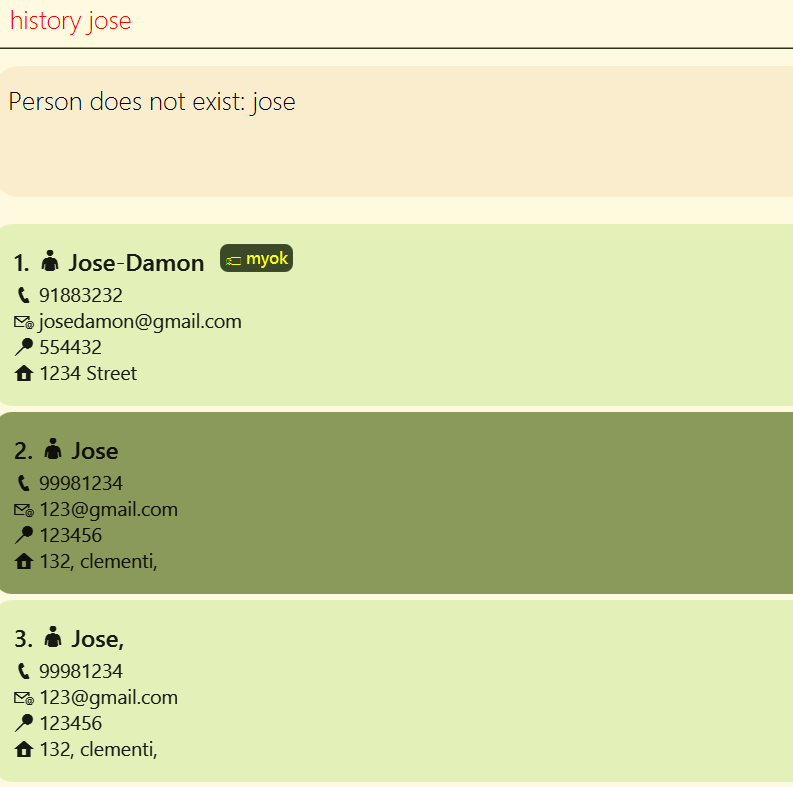 history jose
Person does not exist: jose
1. Jose-Damon myok
91883232
josedamon@gmail.com
554432
1234 Street
2. Jose
99981234
123@gmail.com
123456
132, clementi,
3. Jose,
99981234
123@gmail.com
123456
132, clementi,